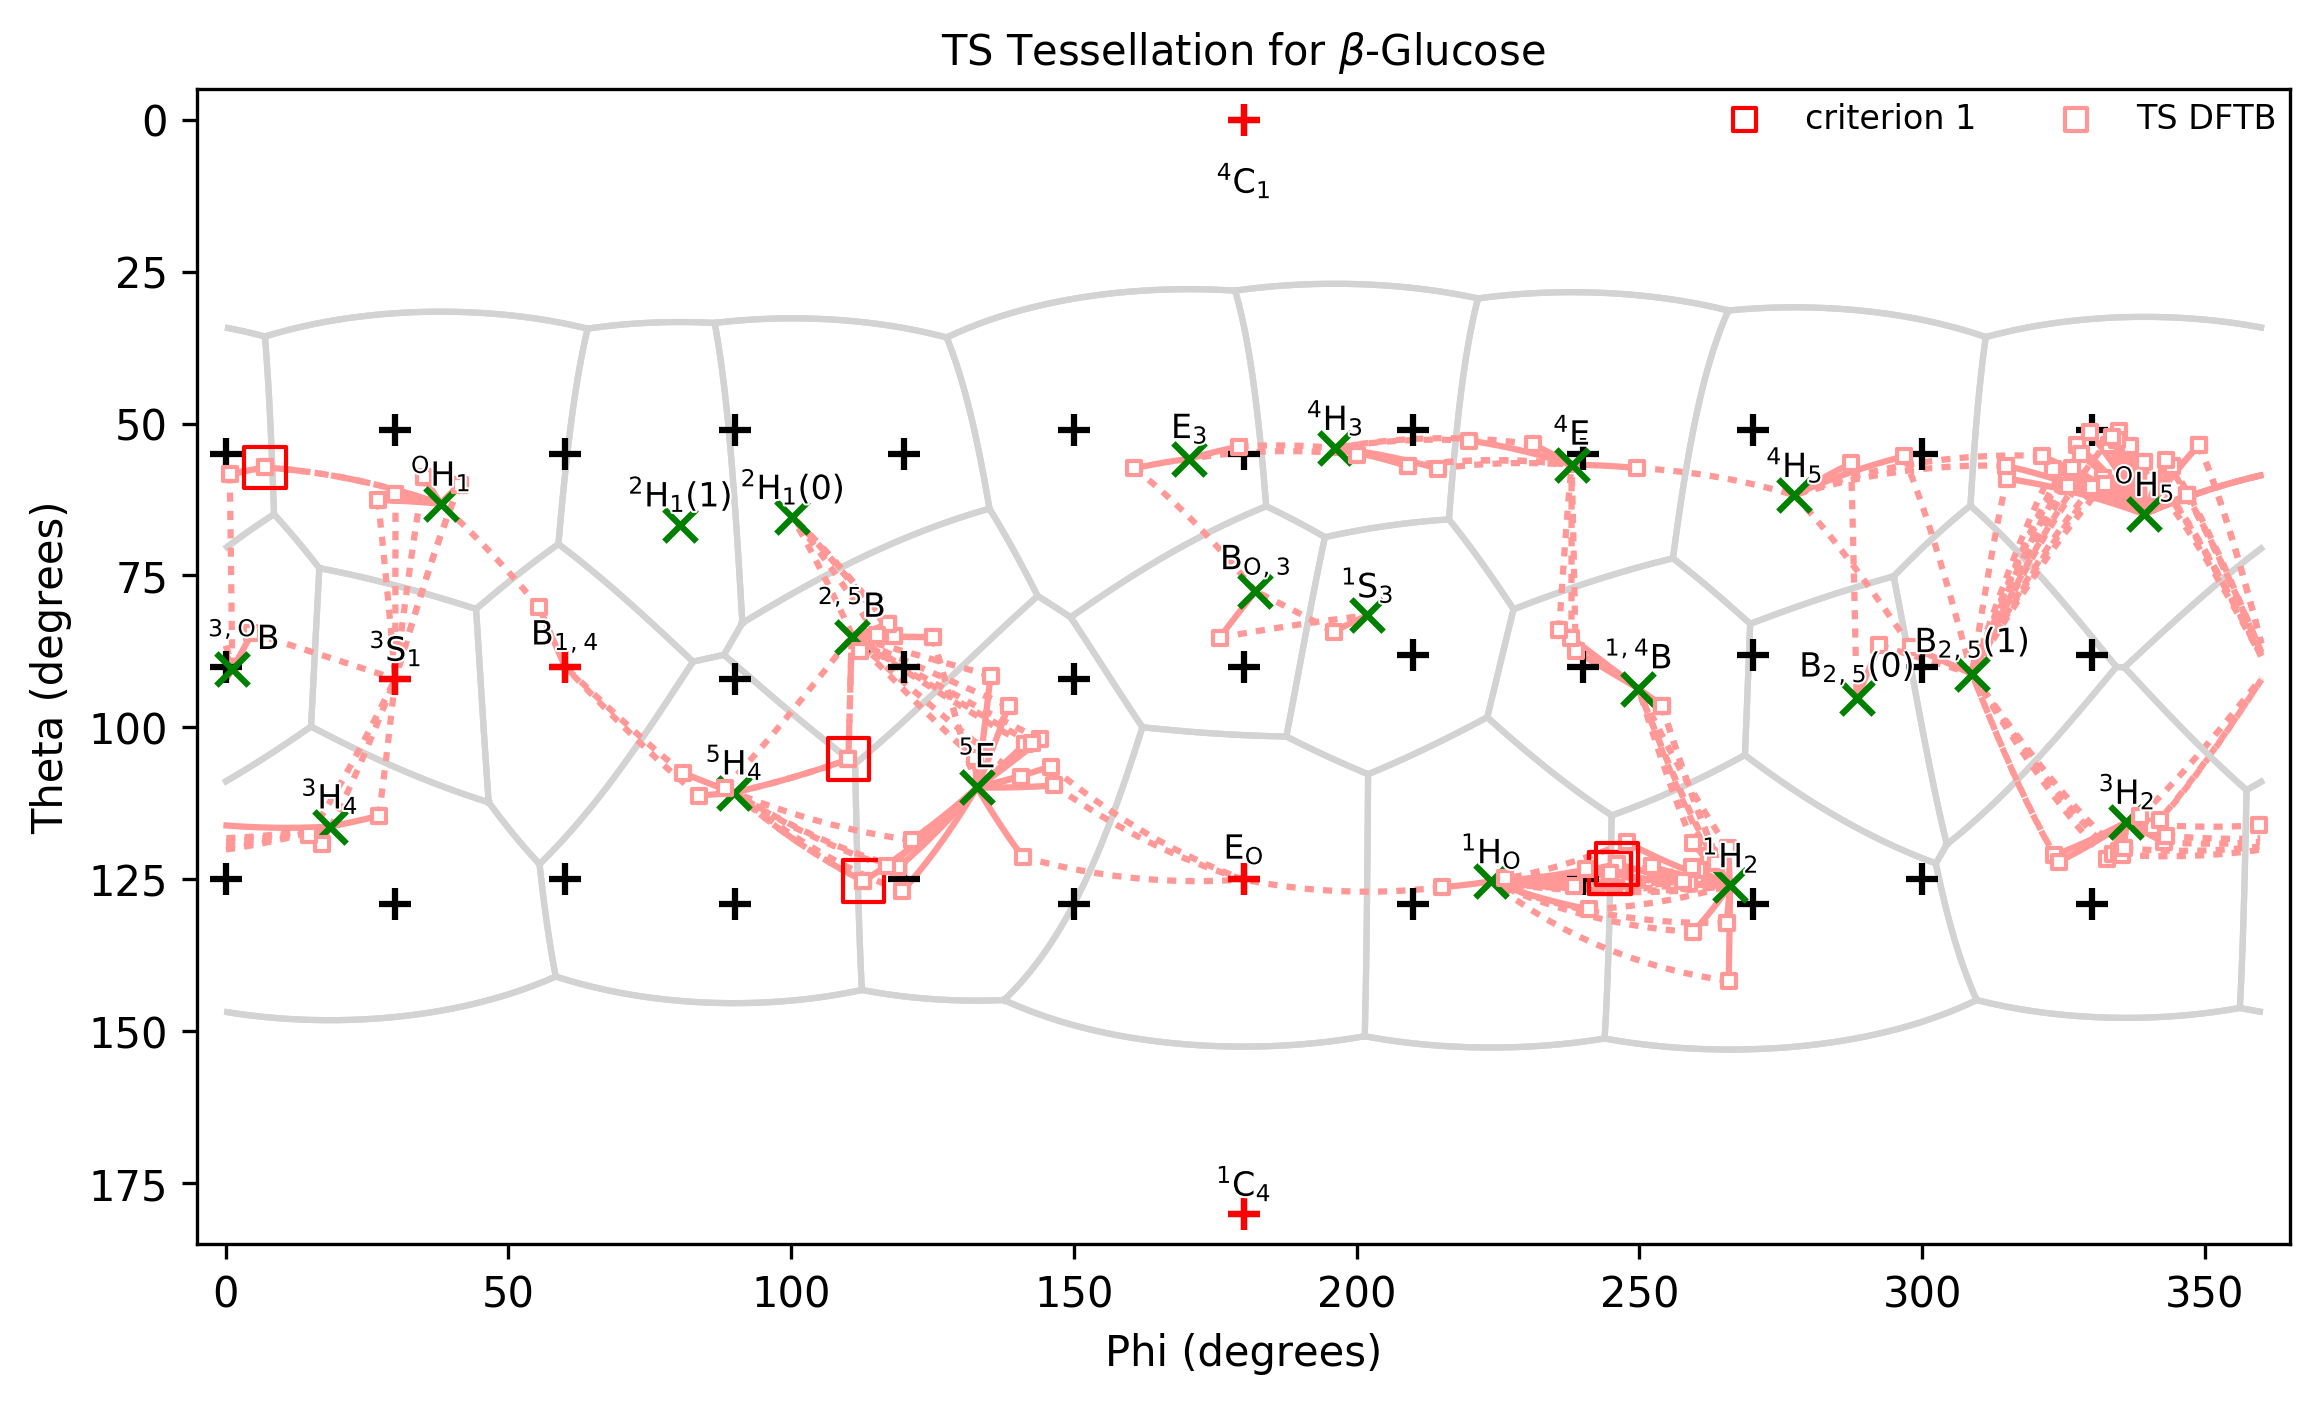 TS Tessellation for β-Glucose
criterion 1
TS DFTB
⁴C₁
E₃
⁴H₃
⁴E
⁴H₅
ᴼH₁
²H₁(1)
²H₁(0)
ᴼH₅
B_O,3
¹S₃
²,⁵B
³,ᴼB
³S₁
B₁,₄
¹,⁴B
B₂,₅(0)
B₂,₅(1)
⁵H₄
⁵E
³H₄
³H₂
E_O
¹H_O
¹H₂
¹C₄
0
25
50
75
100
125
150
175
Theta (degrees)
0
50
100
150
200
250
300
350
Phi (degrees)